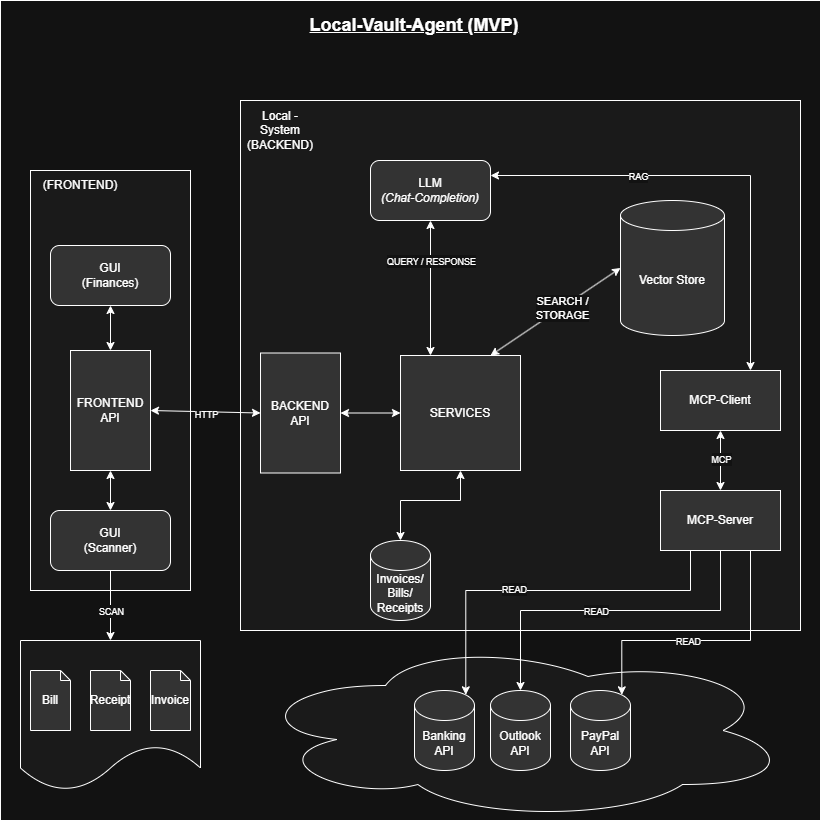 Local-Vault-Agent (MVP)
Local -
System
(BACKEND)
(FRONTEND)
LLM
(Chat-Completion)
RAG
GUI
(Finances)
QUERY / RESPONSE
Vector Store
SEARCH /
STORAGE
FRONTEND
API
HTTP
BACKEND
API
SERVICES
MCP-Client
MCP
MCP-Server
GUI
(Scanner)
Invoices/
Bills/
Receipts
READ
READ
READ
SCAN
Bill
Receipt
Invoice
Banking
API
Outlook
API
PayPal
API